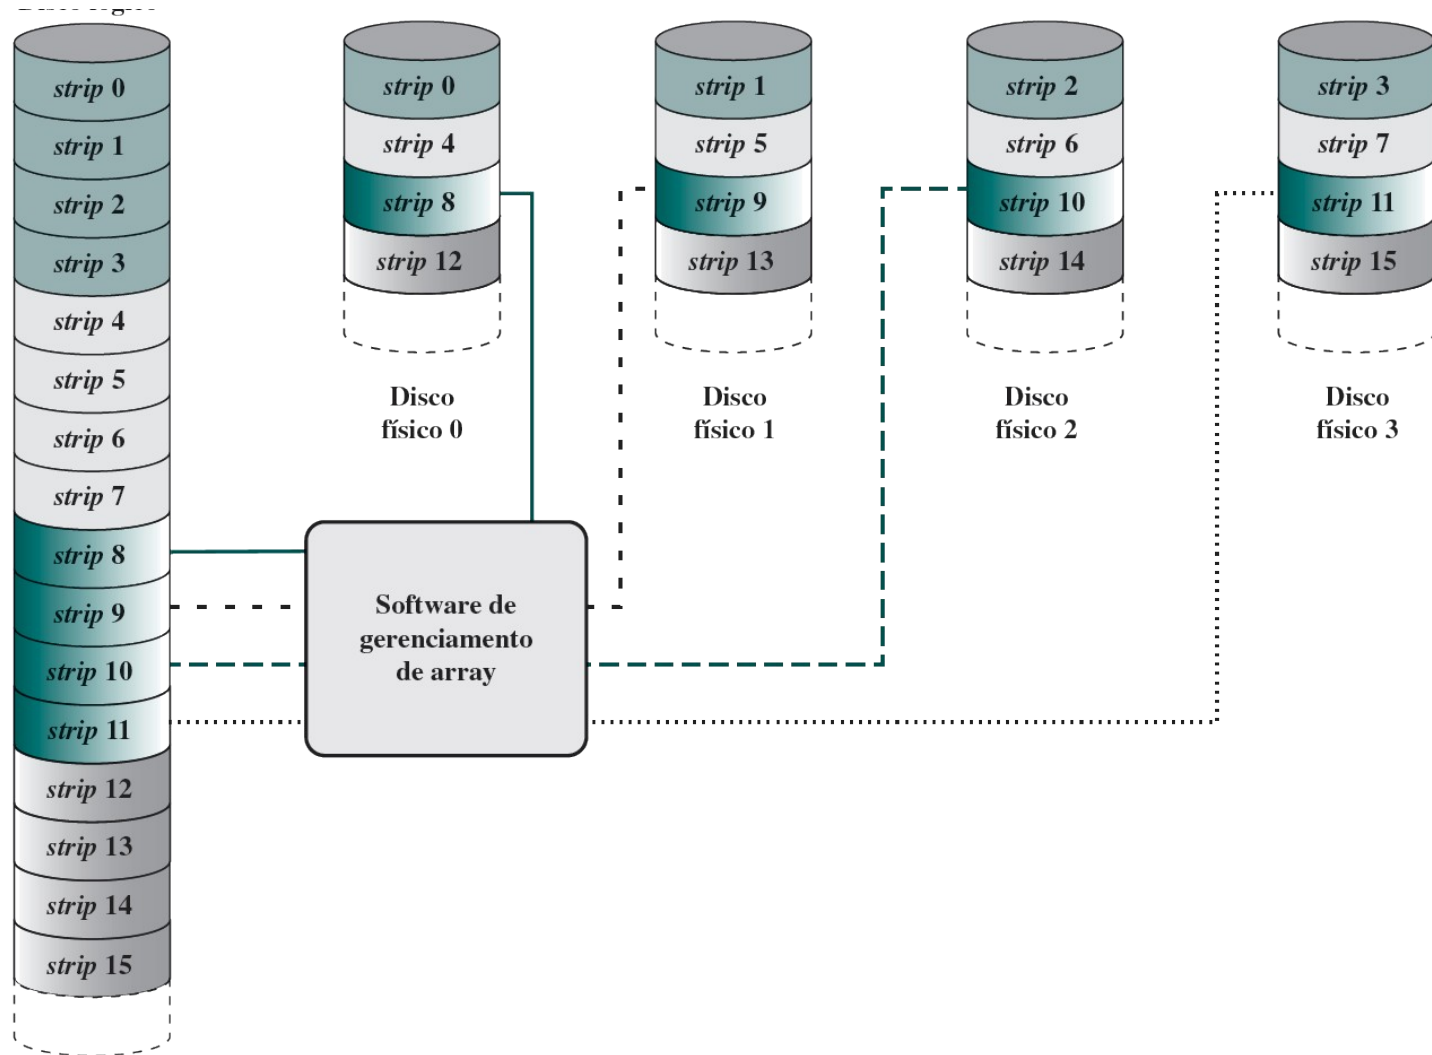 Disco lógico
strip 0
strip 1
strip 2
strip 3
strip 4
strip 5
strip 6
strip 7
strip 8
strip 9
strip 10
strip 11
strip 12
strip 13
strip 14
strip 15
strip 0
strip 4
strip 8
strip 12
Disco
físico 0
strip 1
strip 5
strip 9
strip 13
Disco
físico 1
strip 2
strip 6
strip 10
strip 14
Disco
físico 2
strip 3
strip 7
strip 11
strip 15
Disco
físico 3
Software de
gerenciamento
de array